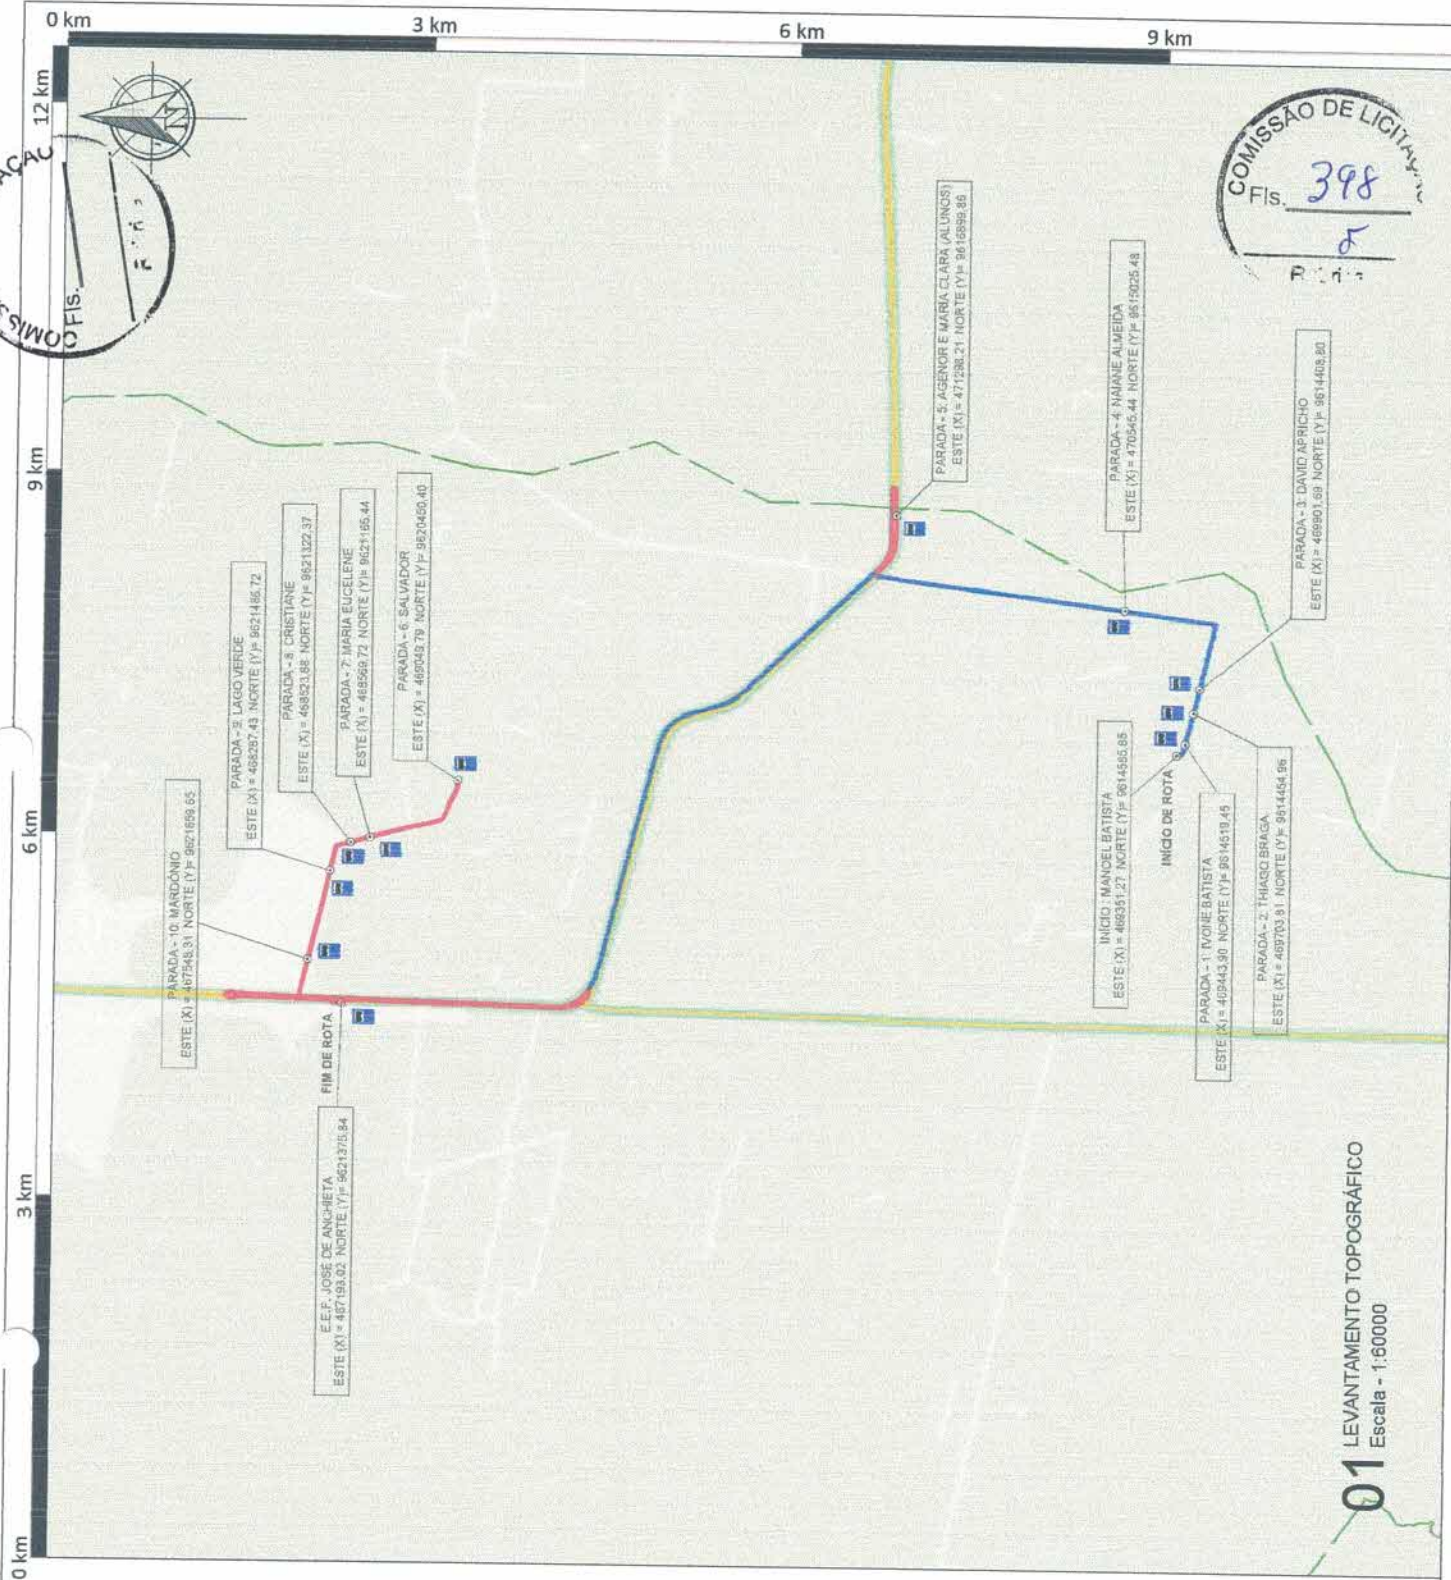 0 km
3 km
6 km
9 km
12 km
9 km
6 km
3 km
0 km
N
Fls.
COMISSÃO DE LICITAÇÃO
Fls. 398
PARADA - 5: AGENOR E MARIA CLARA (ALUNOS)
ESTE (X) = 471298,21 NORTE (Y)= 9616899,86
PARADA - 4: NAIANE ALMEIDA
ESTE (X) = 470545,44 NORTE (Y)= 9615025,48
PARADA - 3: DAVID APRICHO
ESTE (X) = 469901,69 NORTE (Y)= 9614408,80
PARADA - 9: LAGO VERDE
ESTE (X) = 468287,43 NORTE (Y)= 9621486,72
PARADA - 8: CRISTIANE
ESTE (X) = 468523,88 NORTE (Y)= 9621322,37
PARADA - 7: MARIA EUCELENE
ESTE (X) = 468569,72 NORTE (Y)= 9621165,44
PARADA - 6: SALVADOR
ESTE (X) = 469049,79 NORTE (Y)= 9620450,40
PARADA - 10: MARDÔNIO
ESTE (X) = 467548,31 NORTE (Y)= 9621659,65
INÍCIO : MANOEL BATISTA
ESTE (X) = 469351,27 NORTE (Y)= 9614565,85
INÍCIO DE ROTA
PARADA - 1: IVONE BATISTA
ESTE (X) = 469443,90 NORTE (Y)= 9614519,45
PARADA - 2: THIAGO BRAGA
ESTE (X) = 469703,81 NORTE (Y)= 9614454,96
FIM DE ROTA
E.E.F. JOSÉ DE ANCHIETA
ESTE (X) = 467193,02 NORTE (Y)= 9621375,84
01 LEVANTAMENTO TOPOGRÁFICO
Escala - 1:60000